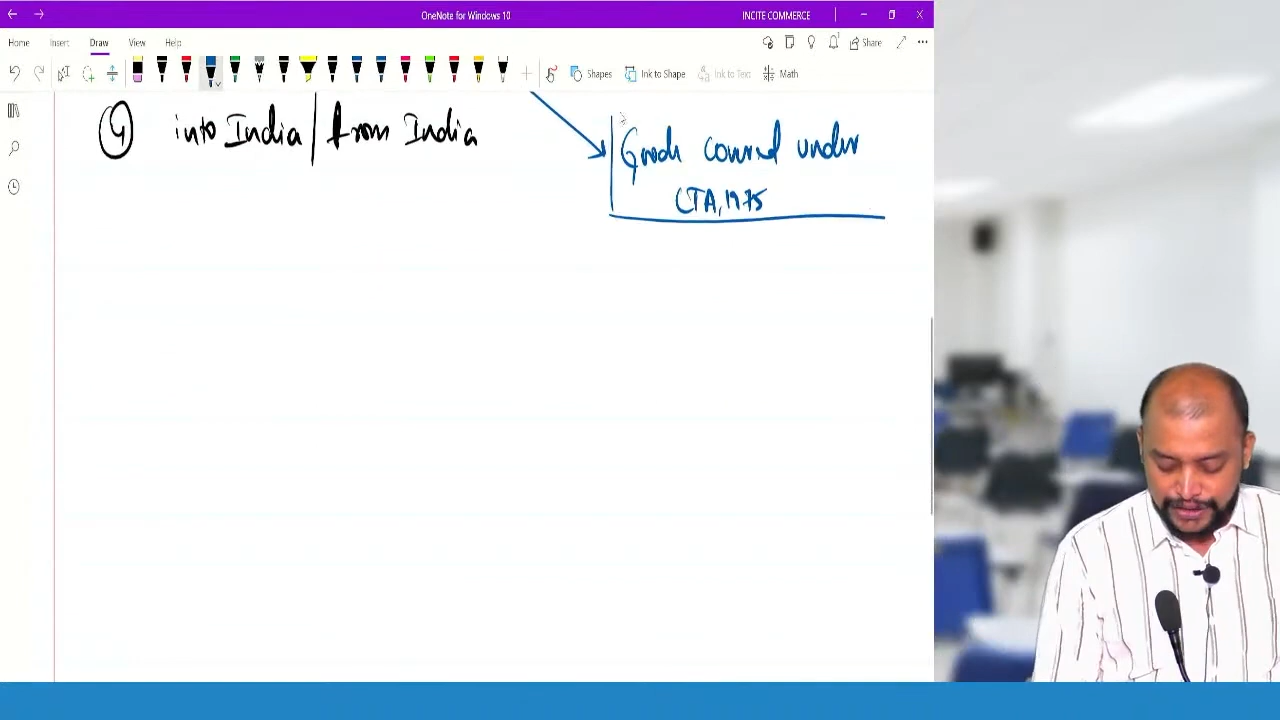 OneNote for Windows 10
INCITE COMMERCE
Home Insert Draw View Help
Share
Shapes
Ink to Shape
Ink to Text
Math
4 into India / from India
Goods covered under
CTA, 1975